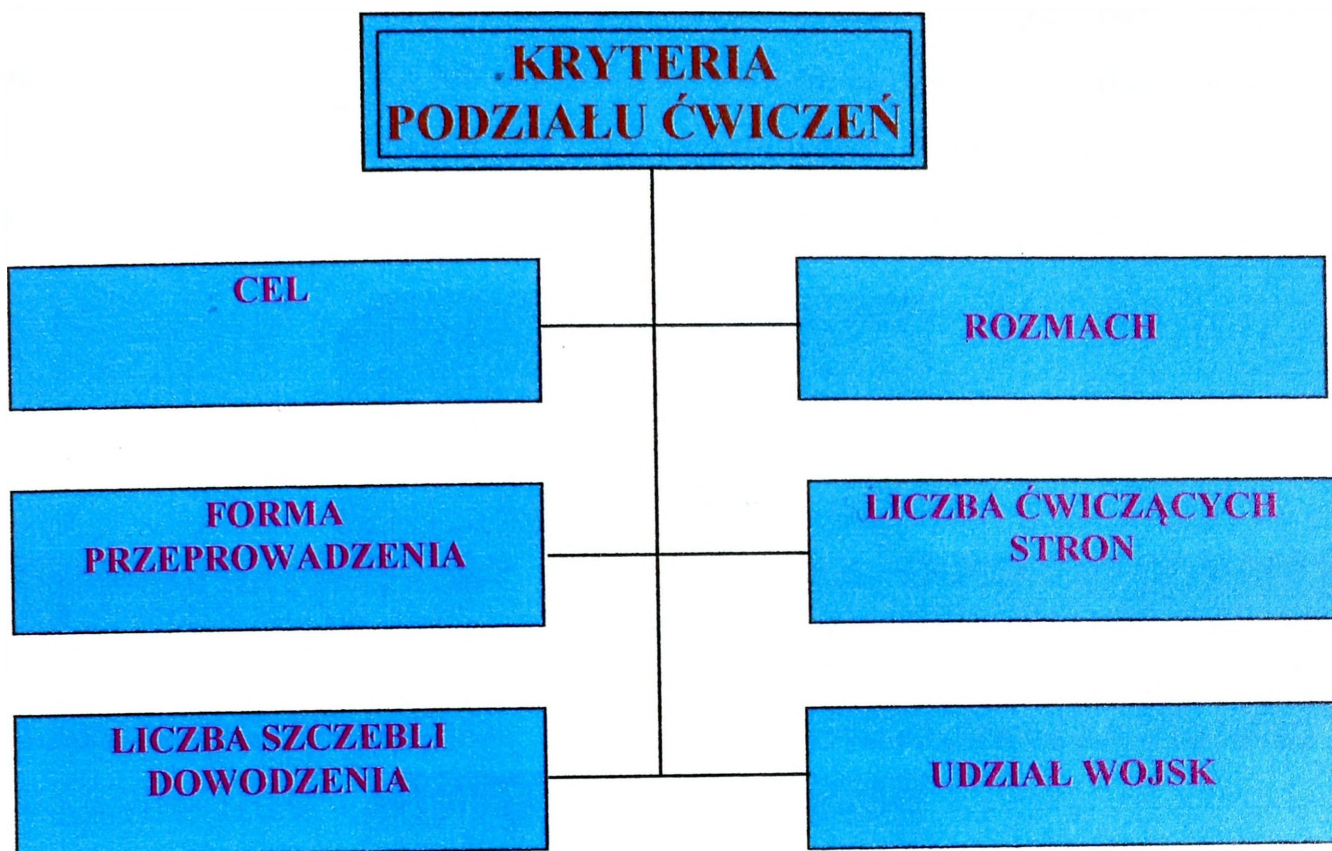 KRYTERIA
PODZIAŁU ĆWICZEŃ
CEL
ROZMACH
FORMA
PRZEPROWADZENIA
LICZBA ĆWICZĄCYCH
STRON
LICZBA SZCZEBLI
DOWODZENIA
UDZIAŁ WOJSK